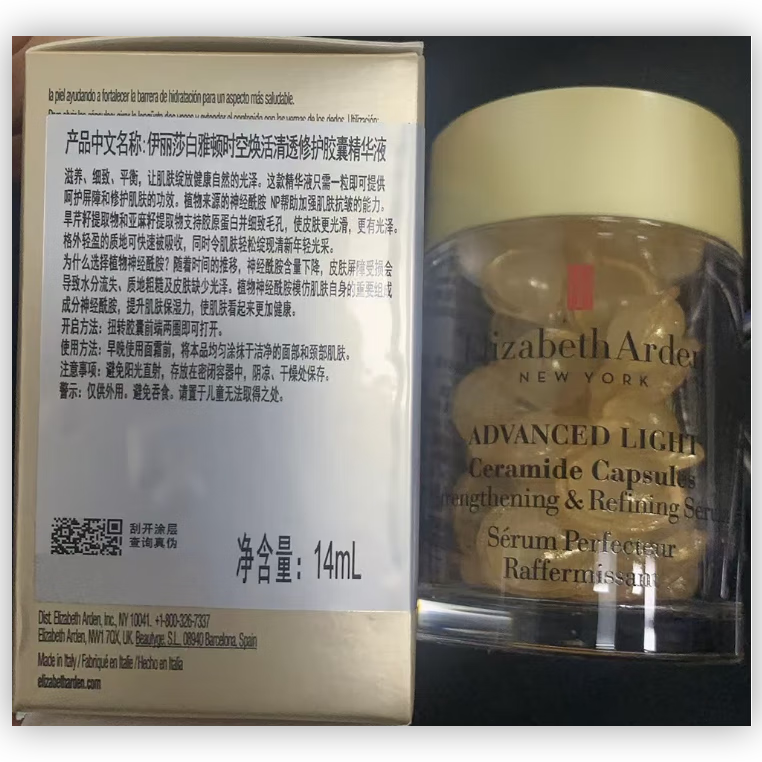 la piel ayudando a fortalecer la barrera de hidratación para un aspecto más saludable.
产品中文名称:伊丽莎白雅顿时空焕活清透修护胶囊精华液
滋养、细致、平衡，让肌肤绽放健康自然的光泽。这款精华液只需一粒即可提供
呵护屏障和修护肌肤的功效。植物来源的神经酰胺 NP帮助加强肌肤抗皱的能力。
旱芹籽提取物和亚麻籽提取物支持胶原蛋白并细致毛孔，使皮肤更光滑，更有光泽。
格外轻盈的质地可快速被吸收，同时令肌肤轻松绽现清新年轻光采。
为什么选择植物神经酰胺？随着时间的推移，神经酰胺含量下降，皮肤屏障受损会
导致水分流失、质地粗糙及皮肤缺少光泽。植物神经酰胺模仿肌肤自身的重要组成
成分神经酰胺，提升肌肤保湿力，使肌肤看起来更加健康。
开启方法：扭转胶囊前端两面即可打开。
使用方法：早晚使用面霜前，将本品均匀涂抹于洁净的面部和颈部肌肤。
注意事项：避免阳光直射，存放在密闭容器中，阴凉、干燥处保存。
警示：仅供外用。避免吞食。请置于儿童无法取得之处。
刮开涂层
查询真伪
净含量：14mL
Dist. Elizabeth Arden, Inc., NY 10041. +1-800-326-7337
Elizabeth Arden, NW1 7QX, UK. Beautyge, S.L. 08940 Barcelona, Spain
Made in Italy / Fabriqué en Italie / Hecho en Italia
elizabetharden.com
Elizabeth Arden
NEW YORK
ADVANCED LIGHT
Ceramide Capsules
rengthening & Refining Seru
Sérum Perfecteur
Raffermissant